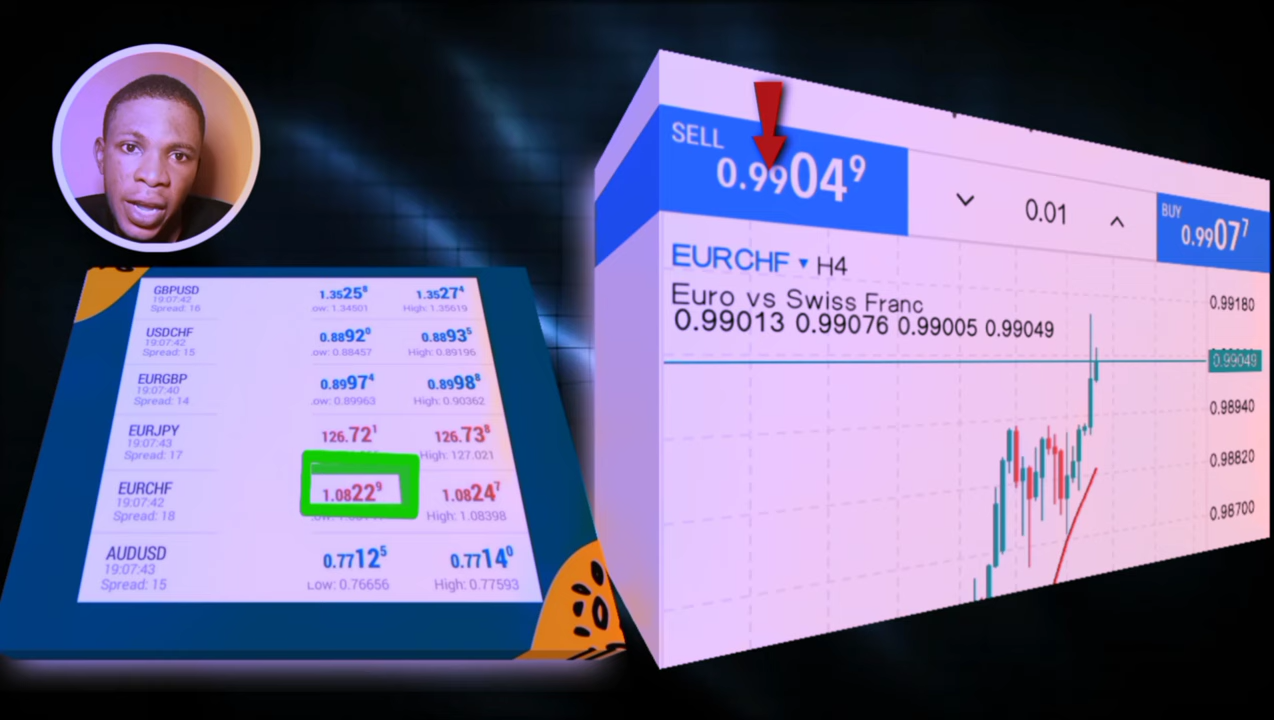 GBPUSD
19:07:42
Spread: 16
1.3525⁸
.ow: 1.34501
1.3527⁴
High: 1.35619
USDCHF
19:07:42
Spread: 15
0.8892⁰
.ow: 0.88457
0.8893⁵
High: 0.89196
EURGBP
19:07:40
Spread: 14
0.8997⁴
.ow: 0.89963
0.8998⁸
High: 0.90362
EURJPY
19:07:43
Spread: 17
126.72¹
126.73⁸
High: 127.021
EURCHF
19:07:42
Spread: 18
1.0822⁹
1.0824⁷
High: 1.08398
AUDUSD
19:07:43
Spread: 15
0.7712⁵
Low: 0.76656
0.7714⁰
High: 0.77593
SELL
0.9904⁹
0.01
BUY
0.9907⁷
EURCHF ▾ H4
Euro vs Swiss Franc
0.99013 0.99076 0.99005 0.99049
0.99180
0.99049
0.98940
0.98820
0.98700